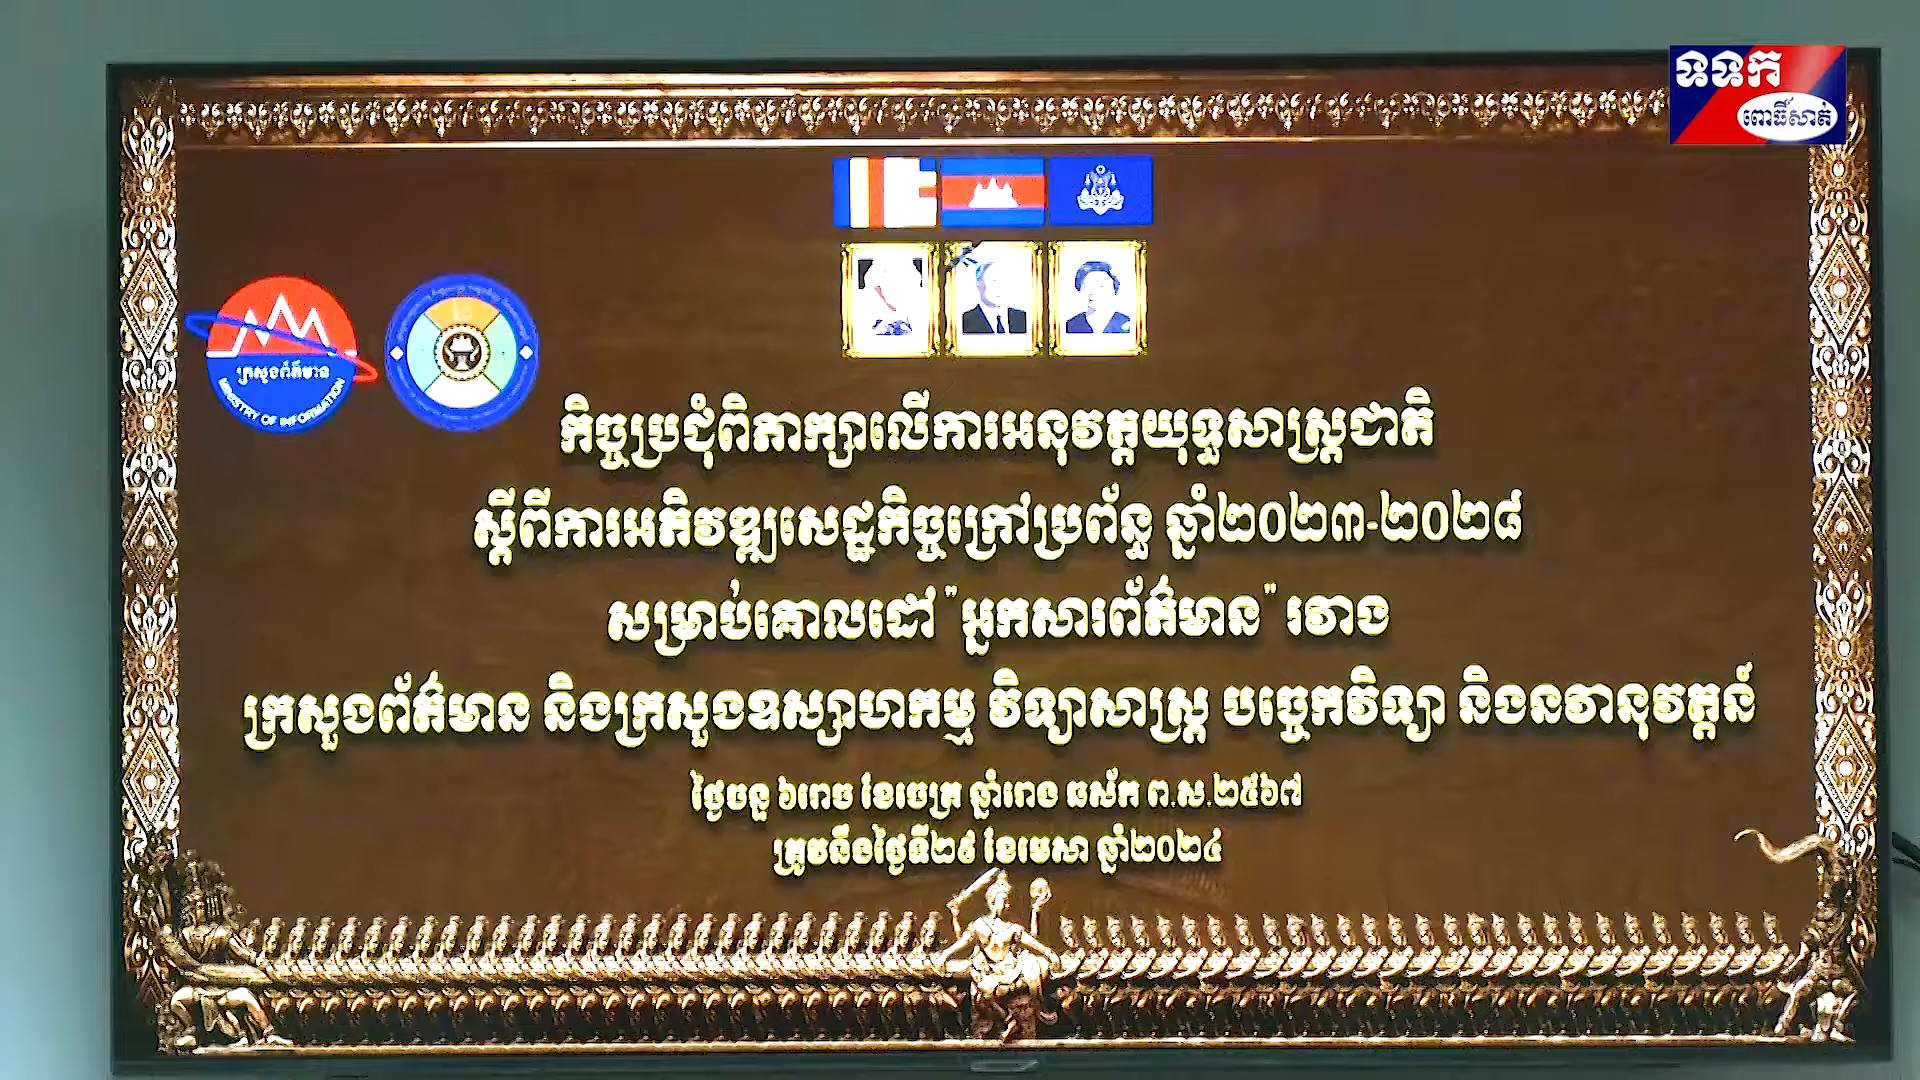 ទទក
ពោធិ៍សាត់
ក្រសួងព័ត៌មាន
MINISTRY OF INFORMATION
កិច្ចប្រជុំពិភាក្សាលើការអនុវត្តយុទ្ធសាស្ត្រជាតិ
ស្តីពីការអភិវឌ្ឍសេដ្ឋកិច្ចក្រៅប្រព័ន្ធ ឆ្នាំ២០២៣-២០២៨
សម្រាប់គោលដៅ "អ្នកសារព័ត៌មាន" រវាង
ក្រសួងព័ត៌មាន និងក្រសួងឧស្សាហកម្ម វិទ្យាសាស្ត្រ បច្ចេកវិទ្យា និងនវានុវត្តន៍
ថ្ងៃចន្ទ ៦រោច ខែចេត្រ ឆ្នាំរោង ឆស័ក ព.ស.២៥៦៧
ត្រូវនឹងថ្ងៃទី២៩ ខែមេសា ឆ្នាំ២០២៤